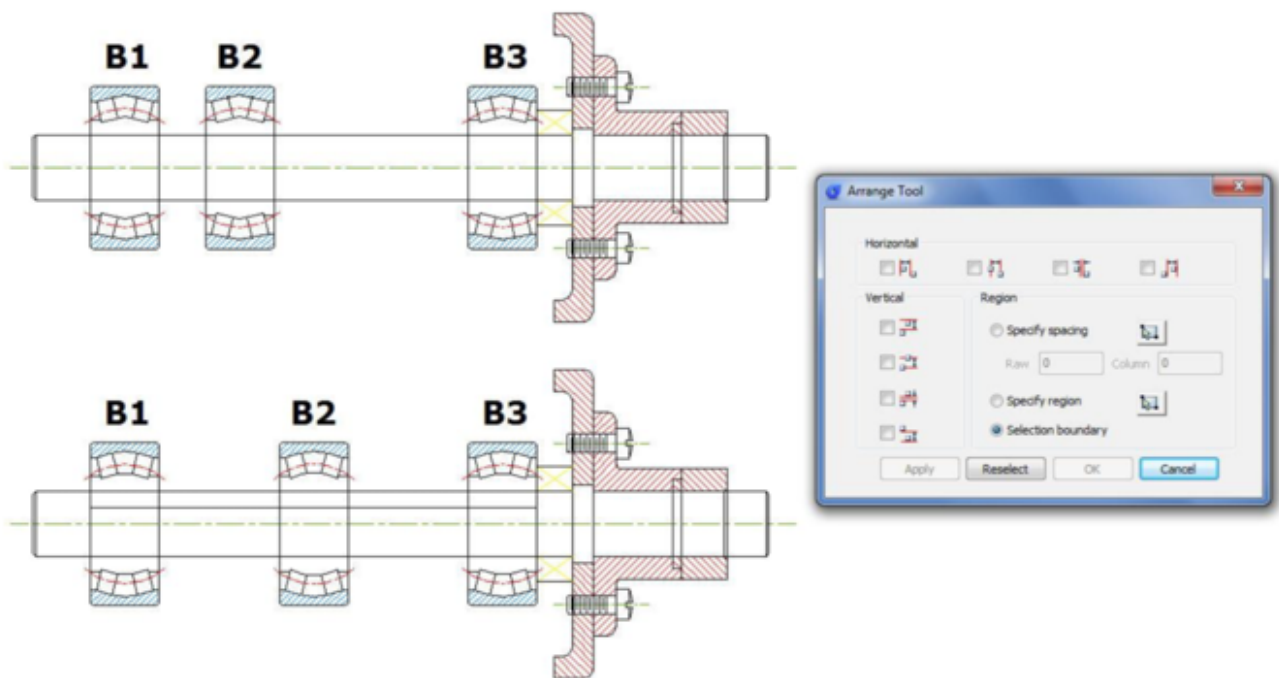 B1 B2 B3
B1 B2 B3
Arrange Tool
Horizontal
Vertical
Region
Specify spacing
Raw 0 Column 0
Specify region
Selection boundary
Apply Reselect OK Cancel